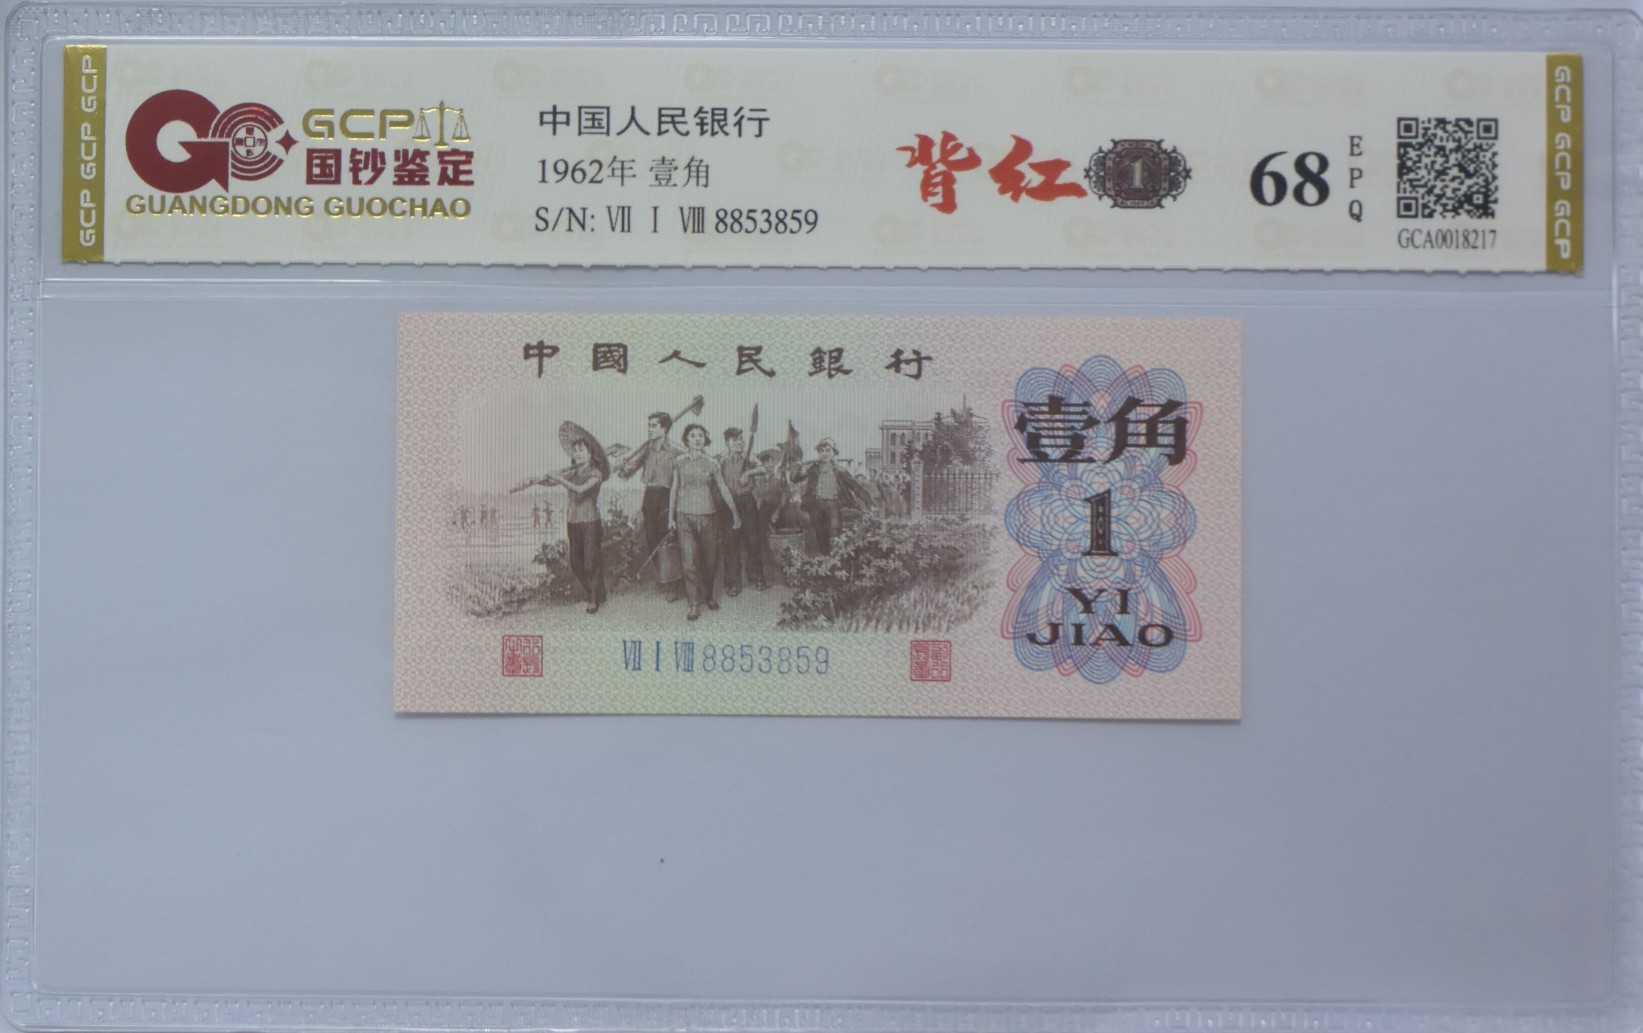 GCP GCP GCP
GCP
国钞鉴定
GUANGDONG GUOCHAO
中国人民银行
1962年 壹角
S/N: Ⅶ Ⅰ Ⅷ 8853859
背红
1
68
EPQ
GCA0018217
GCP GCP GCP
中國人民銀行
壹角
1
YI
JIAO
Ⅶ Ⅰ Ⅷ 8853859